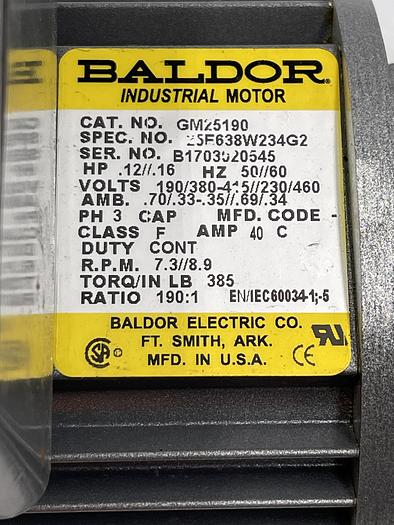 BALDOR
INDUSTRIAL MOTOR
CAT. NO. GM25190
SPEC. NO. 25F638W234G2
SER. NO. B1703520545
HP .12//.16 HZ 50//60
VOLTS 190/380-415//230/460
AMB. .70/.33-.35//.69/.34
PH 3 CAP MFD. CODE -
CLASS F AMP 40 C
DUTY CONT
R.P.M. 7.3//8.9
TORQ/IN LB 385
RATIO 190:1 EN/IEC60034-1;-5
BALDOR ELECTRIC CO.
FT. SMITH, ARK.
MFD. IN U.S.A.